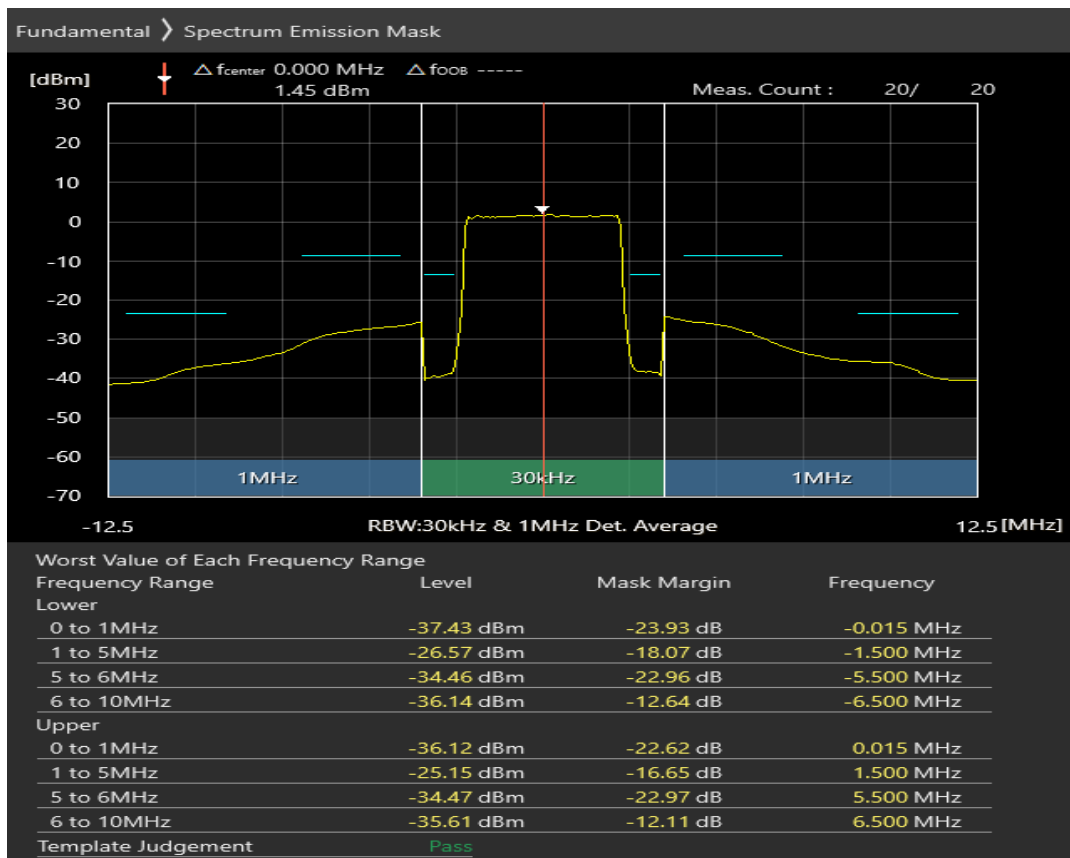 Fundamental ❯ Spectrum Emission Mask
[dBm] △ fcenter 0.000 MHz △ fOOB -----
1.45 dBm Meas. Count : 20/ 20
30
20
10
0
-10
-20
-30
-40
-50
-60
1MHz 30kHz 1MHz
-70
-12.5 RBW:30kHz & 1MHz Det. Average 12.5 [MHz]
Worst Value of Each Frequency Range
Frequency Range Level Mask Margin Frequency
Lower
0 to 1MHz -37.43 dBm -23.93 dB -0.015 MHz
1 to 5MHz -26.57 dBm -18.07 dB -1.500 MHz
5 to 6MHz -34.46 dBm -22.96 dB -5.500 MHz
6 to 10MHz -36.14 dBm -12.64 dB -6.500 MHz
Upper
0 to 1MHz -36.12 dBm -22.62 dB 0.015 MHz
1 to 5MHz -25.15 dBm -16.65 dB 1.500 MHz
5 to 6MHz -34.47 dBm -22.97 dB 5.500 MHz
6 to 10MHz -35.61 dBm -12.11 dB 6.500 MHz
Template Judgement Pass